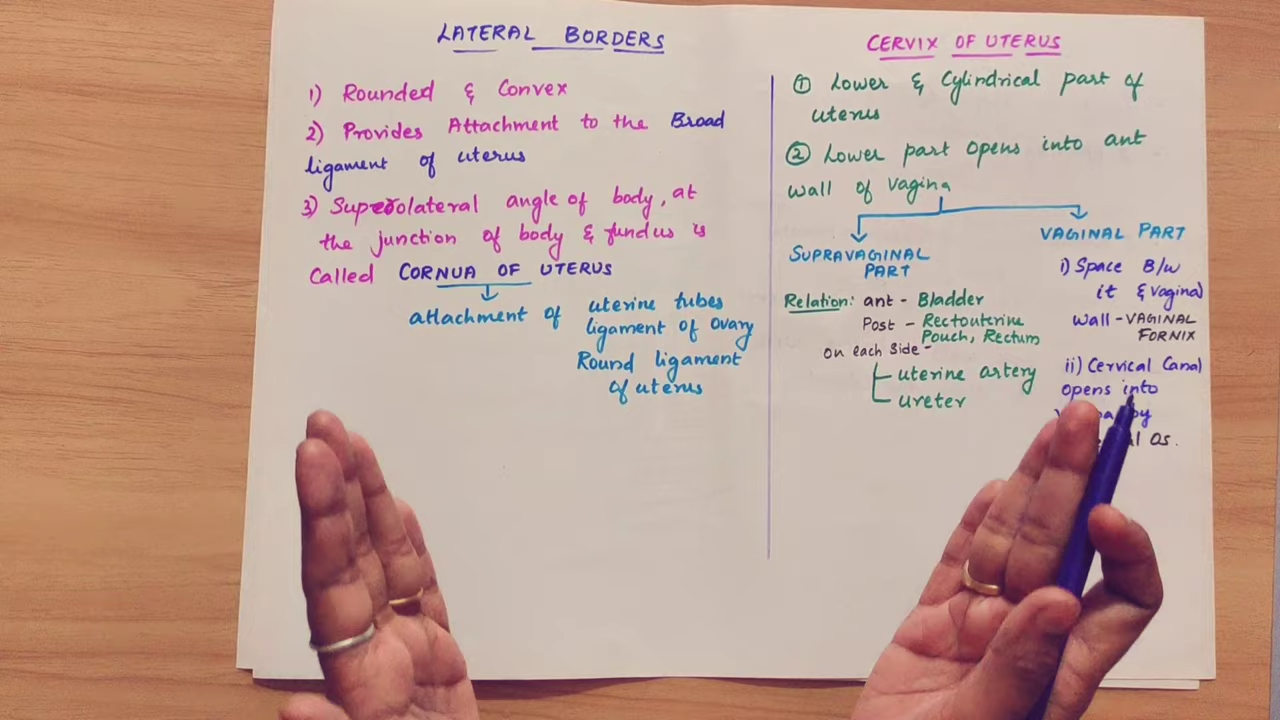 LATERAL BORDERS
1) Rounded & Convex
2) Provides Attachment to the Broad
ligament of uterus
3) Superolateral angle of body, at
the junction of body & fundus is
Called CORNUA OF UTERUS
attachment of uterine tubes
ligament of Ovary
Round ligament
of uterus
CERVIX OF UTERUS
① Lower & Cylindrical part of
uterus
② Lower part opens into ant
wall of vagina
SUPRAVAGINAL
PART
Relation: ant - Bladder
Post - Rectouterine
Pouch, Rectum
on each side -
uterine artery
ureter
VAGINAL PART
i) Space B/w
it & vaginal
wall - VAGINAL
FORNIX
ii) Cervical Canal
opens into
by
Os.